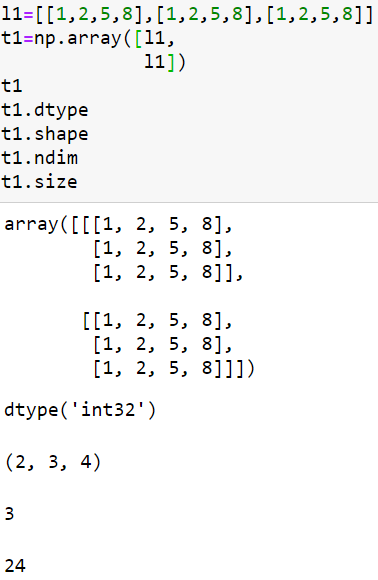 l1=[[1,2,5,8],[1,2,5,8],[1,2,5,8]]
t1=np.array([l1,
             l1])
t1
t1.dtype
t1.shape
t1.ndim
t1.size
array([[[1, 2, 5, 8],
        [1, 2, 5, 8],
        [1, 2, 5, 8]],

       [[1, 2, 5, 8],
        [1, 2, 5, 8],
        [1, 2, 5, 8]]])
dtype('int32')
(2, 3, 4)
3
24